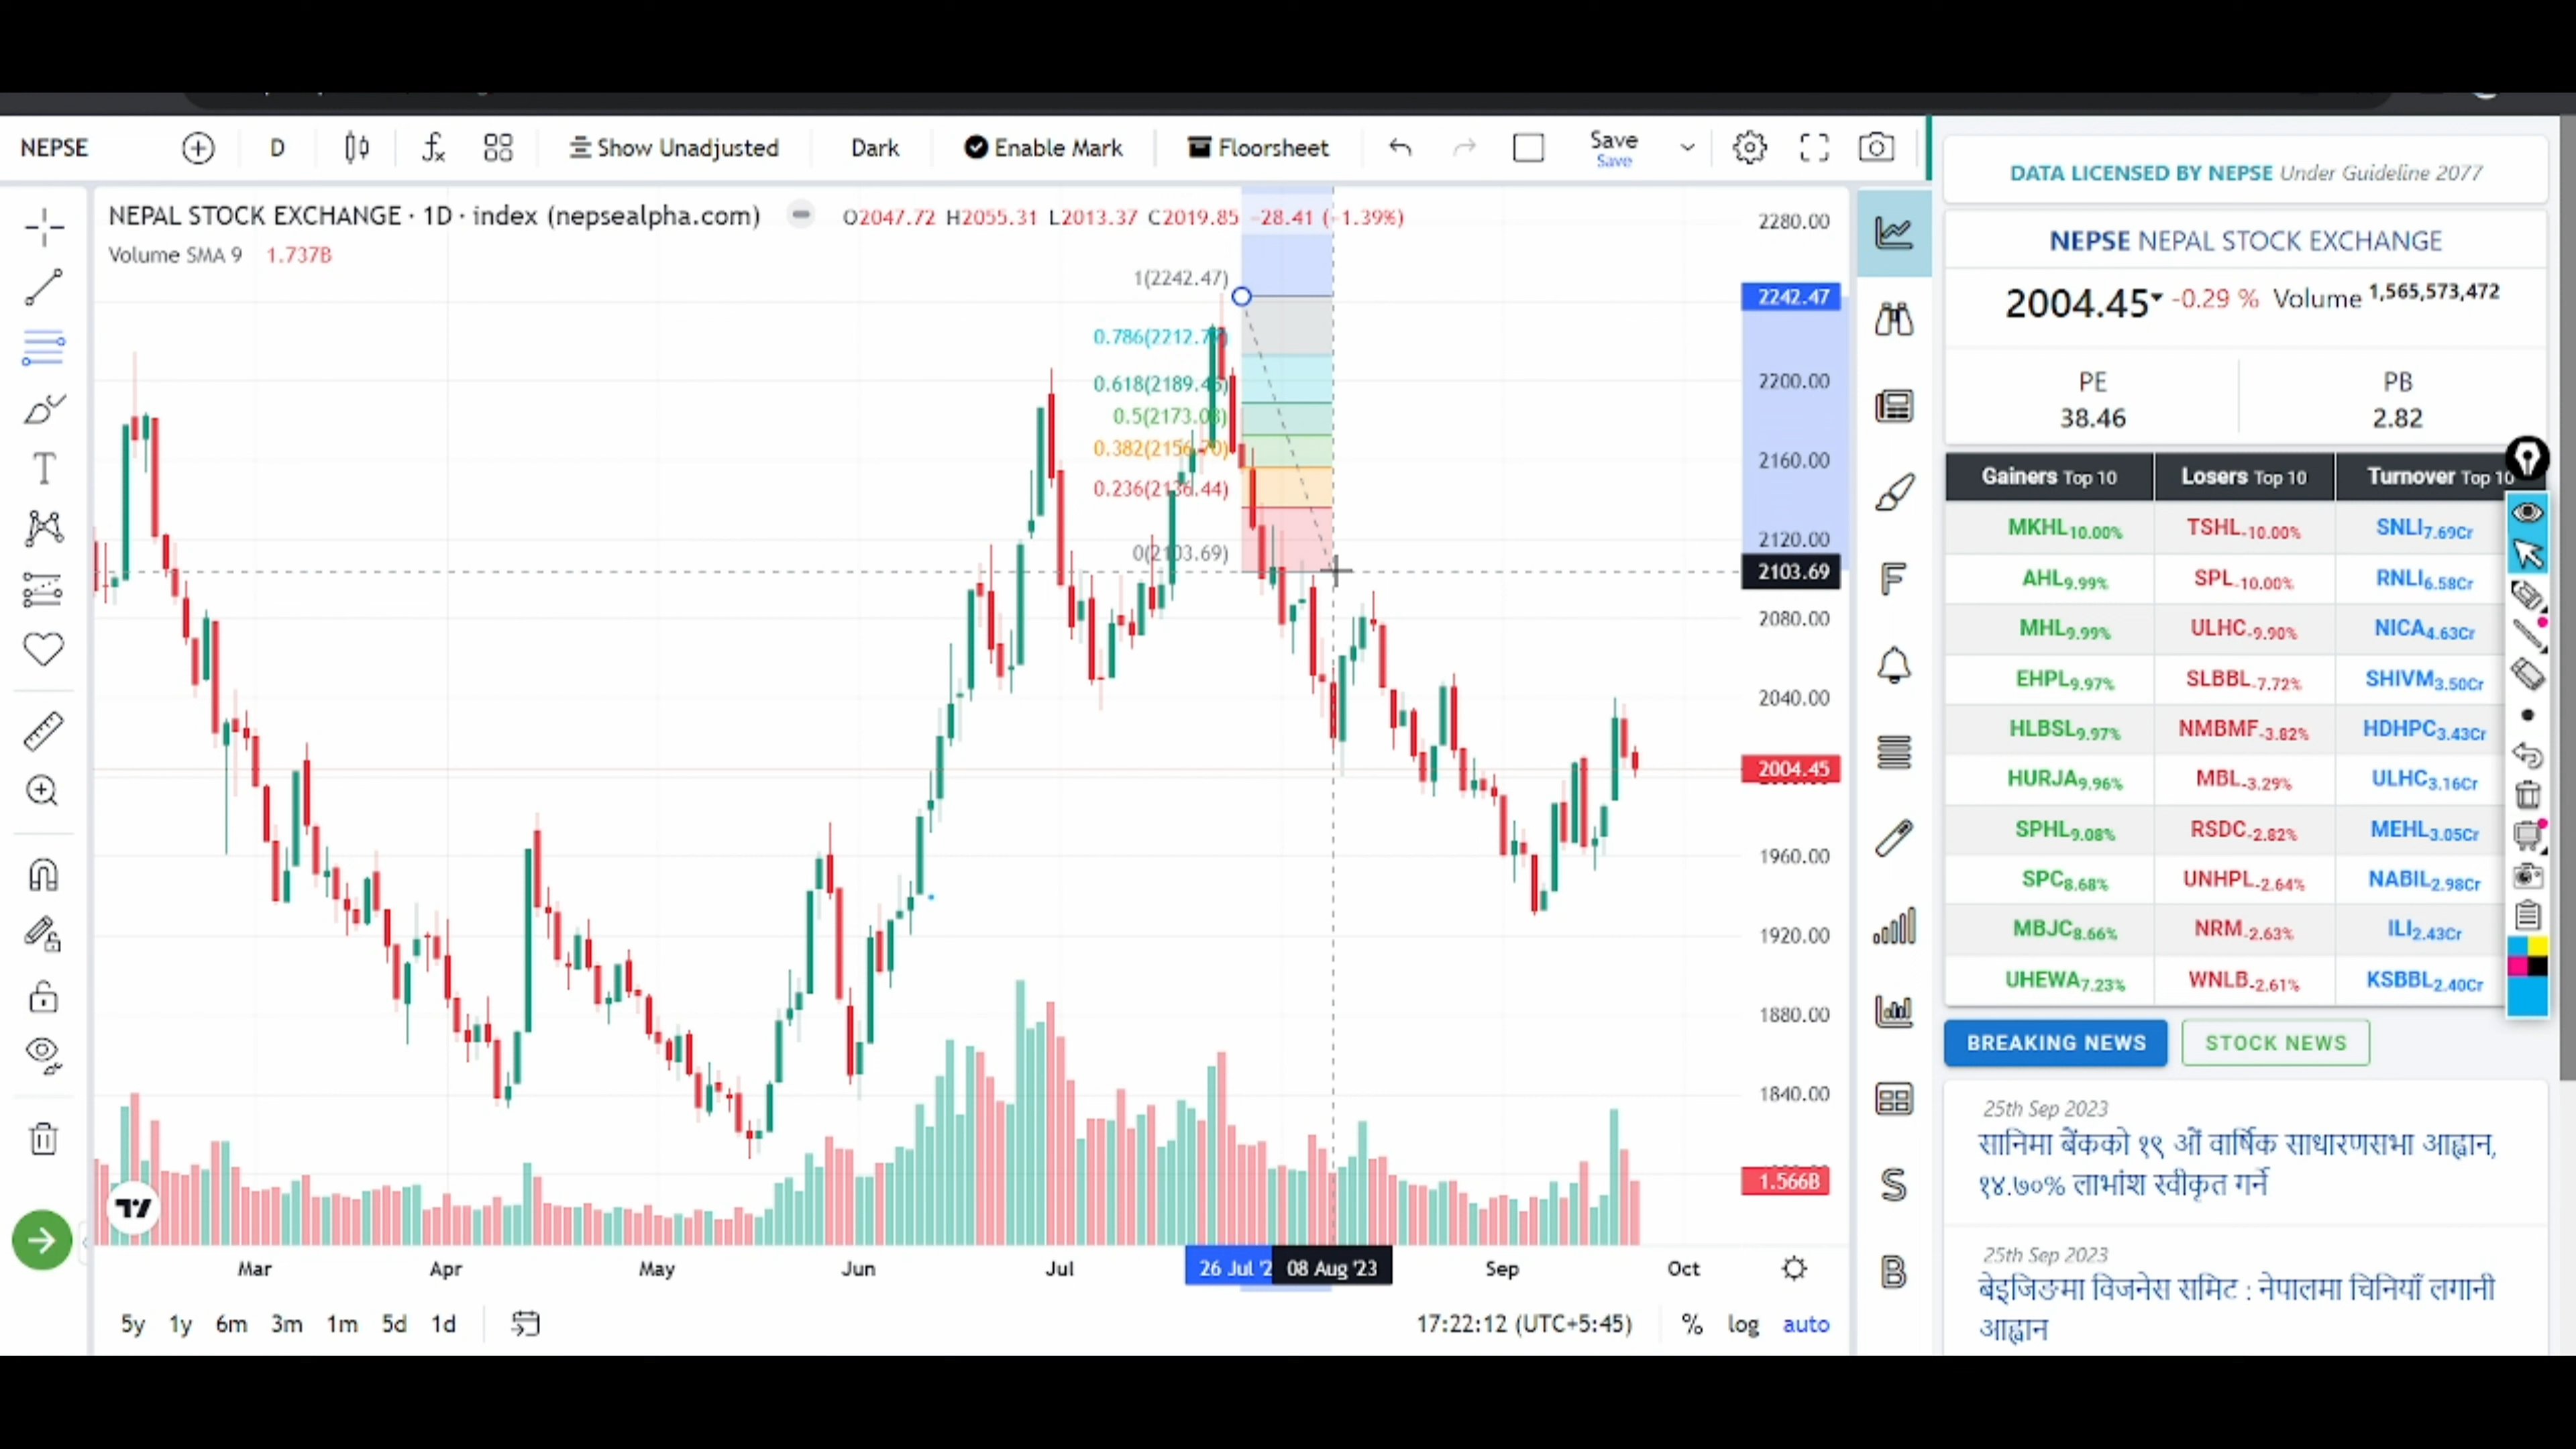 NEPSE D Show Unadjusted Dark Enable Mark Floorsheet Save
Save
NEPAL STOCK EXCHANGE · 1D · index (nepsealpha.com) O2047.72 H2055.31 L2013.37 C2019.85 -28.41 (-1.39%)
Volume SMA 9 1.737B
1(2242.47)
0.786(2212.7
0.618(2189.4
0.5(2173.08)
0.382(2156.70)
0.236(2136.44)
0(2103.69)
2280.00
2242.47
2200.00
2160.00
2120.00
2103.69
2080.00
2040.00
2004.45
1960.00
1920.00
1880.00
1840.00
1.566B
Mar Apr May Jun Jul 26 Jul '2 08 Aug '23 Sep Oct
5y 1y 6m 3m 1m 5d 1d 17:22:12 (UTC+5:45) % log auto
F
S
B
DATA LICENSED BY NEPSE Under Guideline 2077
NEPSE NEPAL STOCK EXCHANGE
2004.45 -0.29 % Volume 1,565,573,472
PE PB
38.46 2.82
Gainers Top 10 Losers Top 10 Turnover Top 10
MKHL10.00% TSHL-10.00% SNLI7.69Cr
AHL9.99% SPL-10.00% RNLI6.58Cr
MHL9.99% ULHC-9.90% NICA4.63Cr
EHPL9.97% SLBBL-7.72% SHIVM3.50Cr
HLBSL9.97% NMBMF-3.82% HDHPC3.43Cr
HURJA9.96% MBL-3.29% ULHC3.16Cr
SPHL9.08% RSDC-2.82% MEHL3.05Cr
SPC8.68% UNHPL-2.64% NABIL2.98Cr
MBJC8.66% NRM-2.63% ILI2.43Cr
UHEWA7.23% WNLB-2.61% KSBBL2.40Cr
BREAKING NEWS STOCK NEWS
25th Sep 2023
सानिमा बैंकको १९ औं वार्षिक साधारणसभा आह्वान,
१४.७०% लाभांश स्वीकृत गर्ने
25th Sep 2023
बेइजिङमा विजनेस समिट : नेपालमा चिनियाँ लगानी
आह्वान